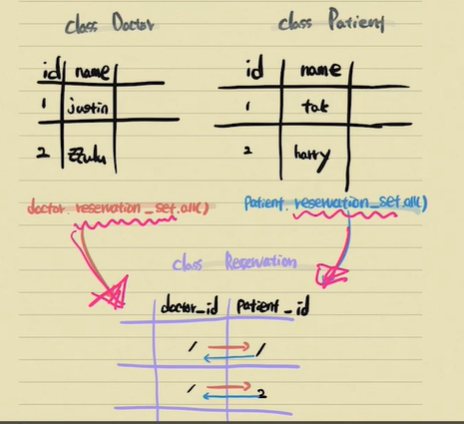 class Doctor
class Patient
id name
1 justin
2 zzulu
id name
1 tak
2 harry
doctor.reservation_set.all()
patient.reservation_set.all()
class Reservation
doctor_id patient_id
1 1
1 2